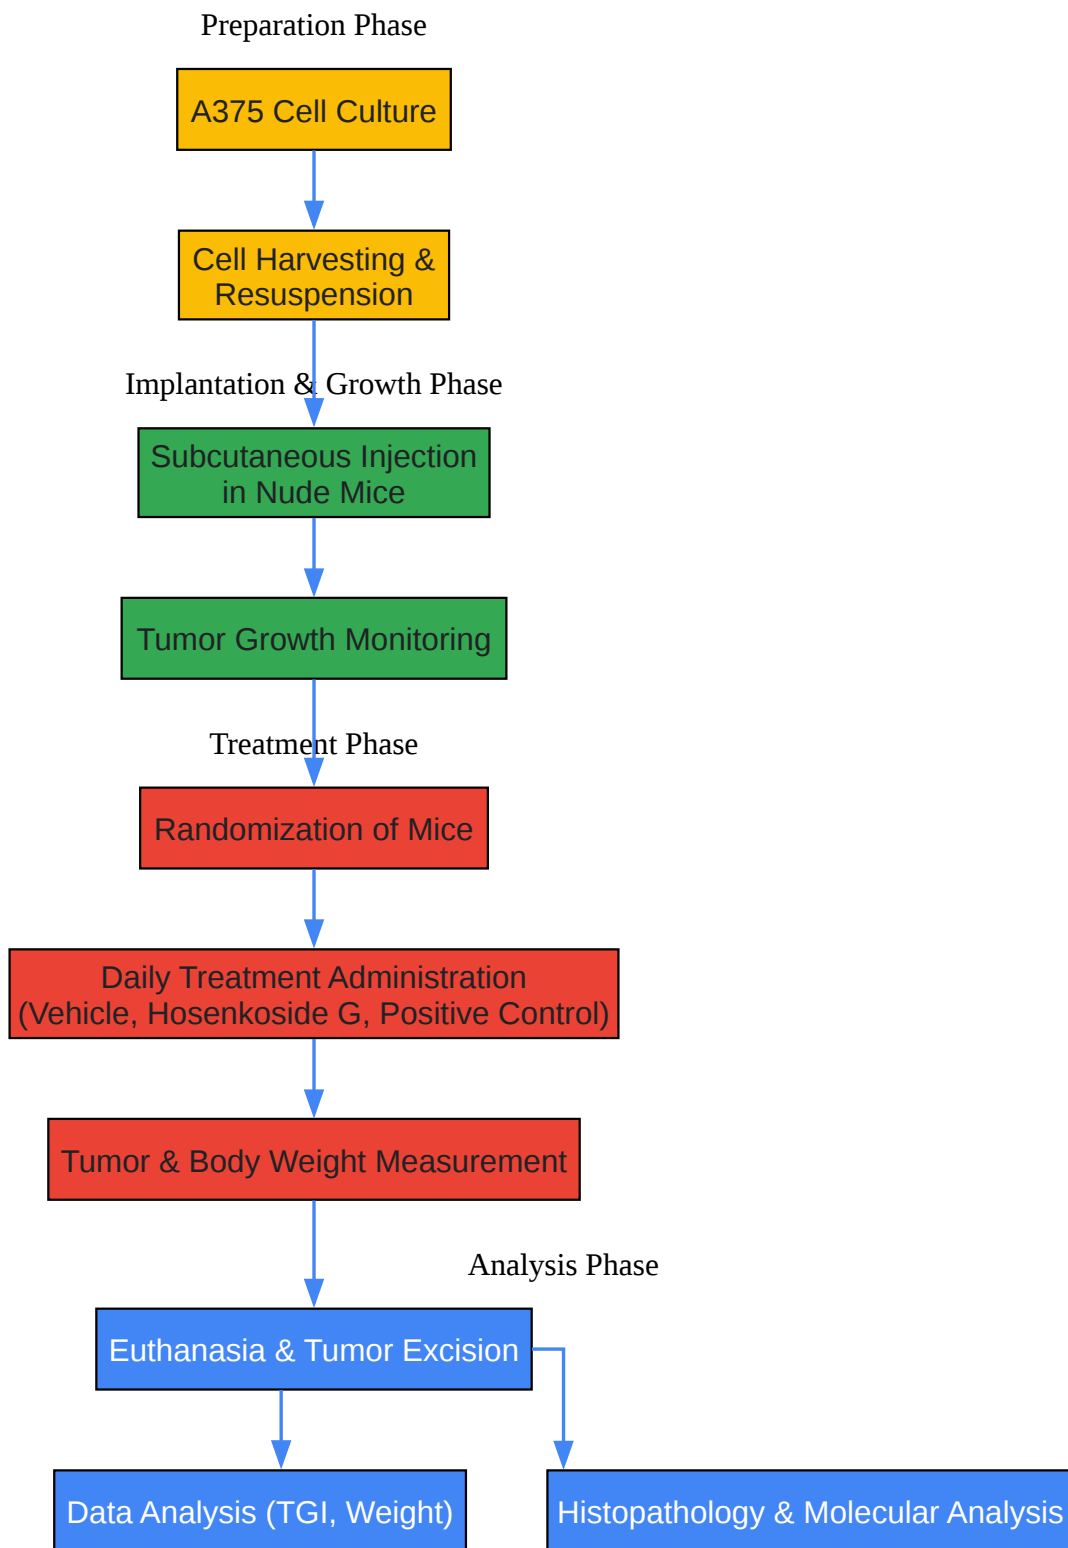 Preparation Phase
A375 Cell Culture
Cell Harvesting &
Resuspension
Implantation & Growth Phase
Subcutaneous Injection
in Nude Mice
Tumor Growth Monitoring
Treatment Phase
Randomization of Mice
Daily Treatment Administration
(Vehicle, Hosenkoside G, Positive Control)
Tumor & Body Weight Measurement
Analysis Phase
Euthanasia & Tumor Excision
Data Analysis (TGI, Weight)
Histopathology & Molecular Analysis